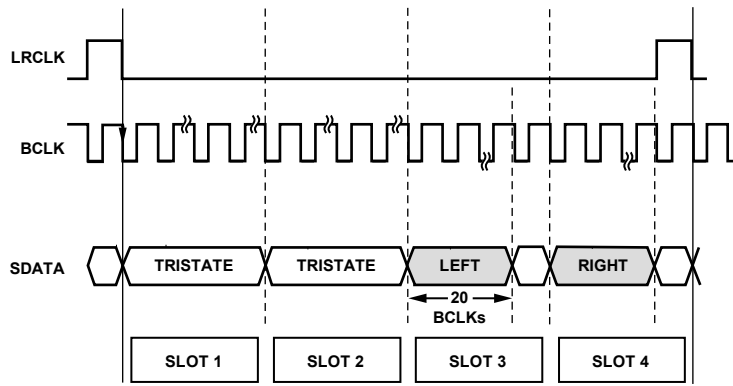 LRCLK
BCLK
SDATA
TRISTATE
TRISTATE
LEFT
RIGHT
20
BCLKs
SLOT 1
SLOT 2
SLOT 3
SLOT 4